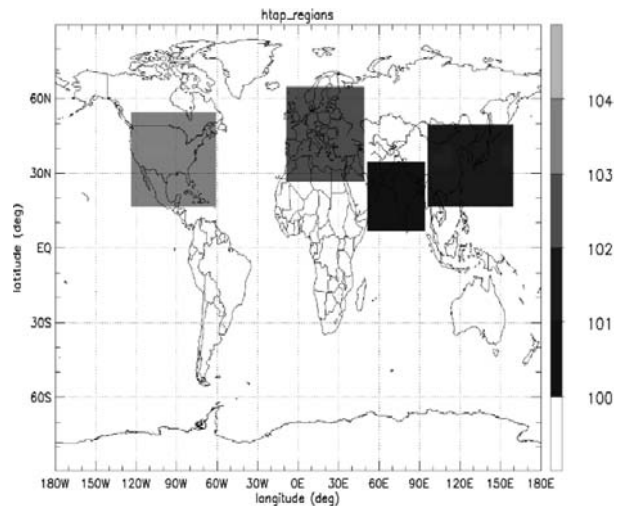 htap_regions
60N
30N
EQ
30S
60S
latitude (deg)
180W 150W 120W 90W 60W 30W 0E 30E 60E 90E 120E 150E 180E
longitude (deg)
104
103
102
101
100